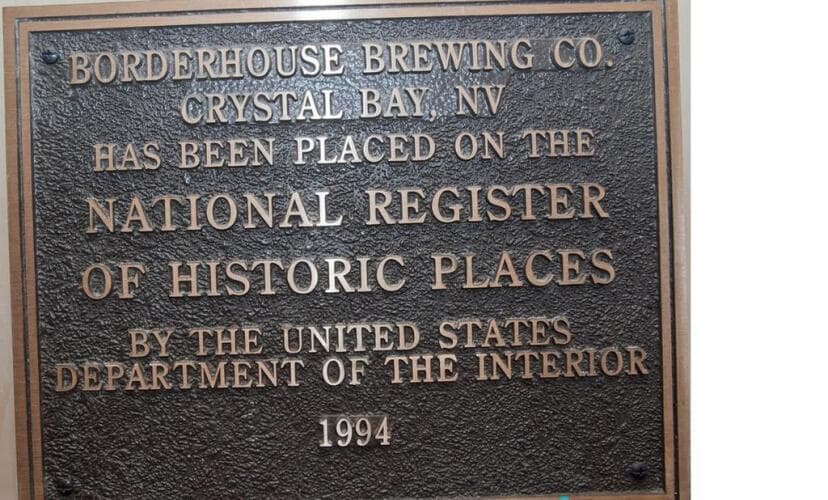 BORDERHOUSE BREWING CO.
CRYSTAL BAY, NV
HAS BEEN PLACED ON THE
NATIONAL REGISTER
OF HISTORIC PLACES
BY THE UNITED STATES
DEPARTMENT OF THE INTERIOR
1994